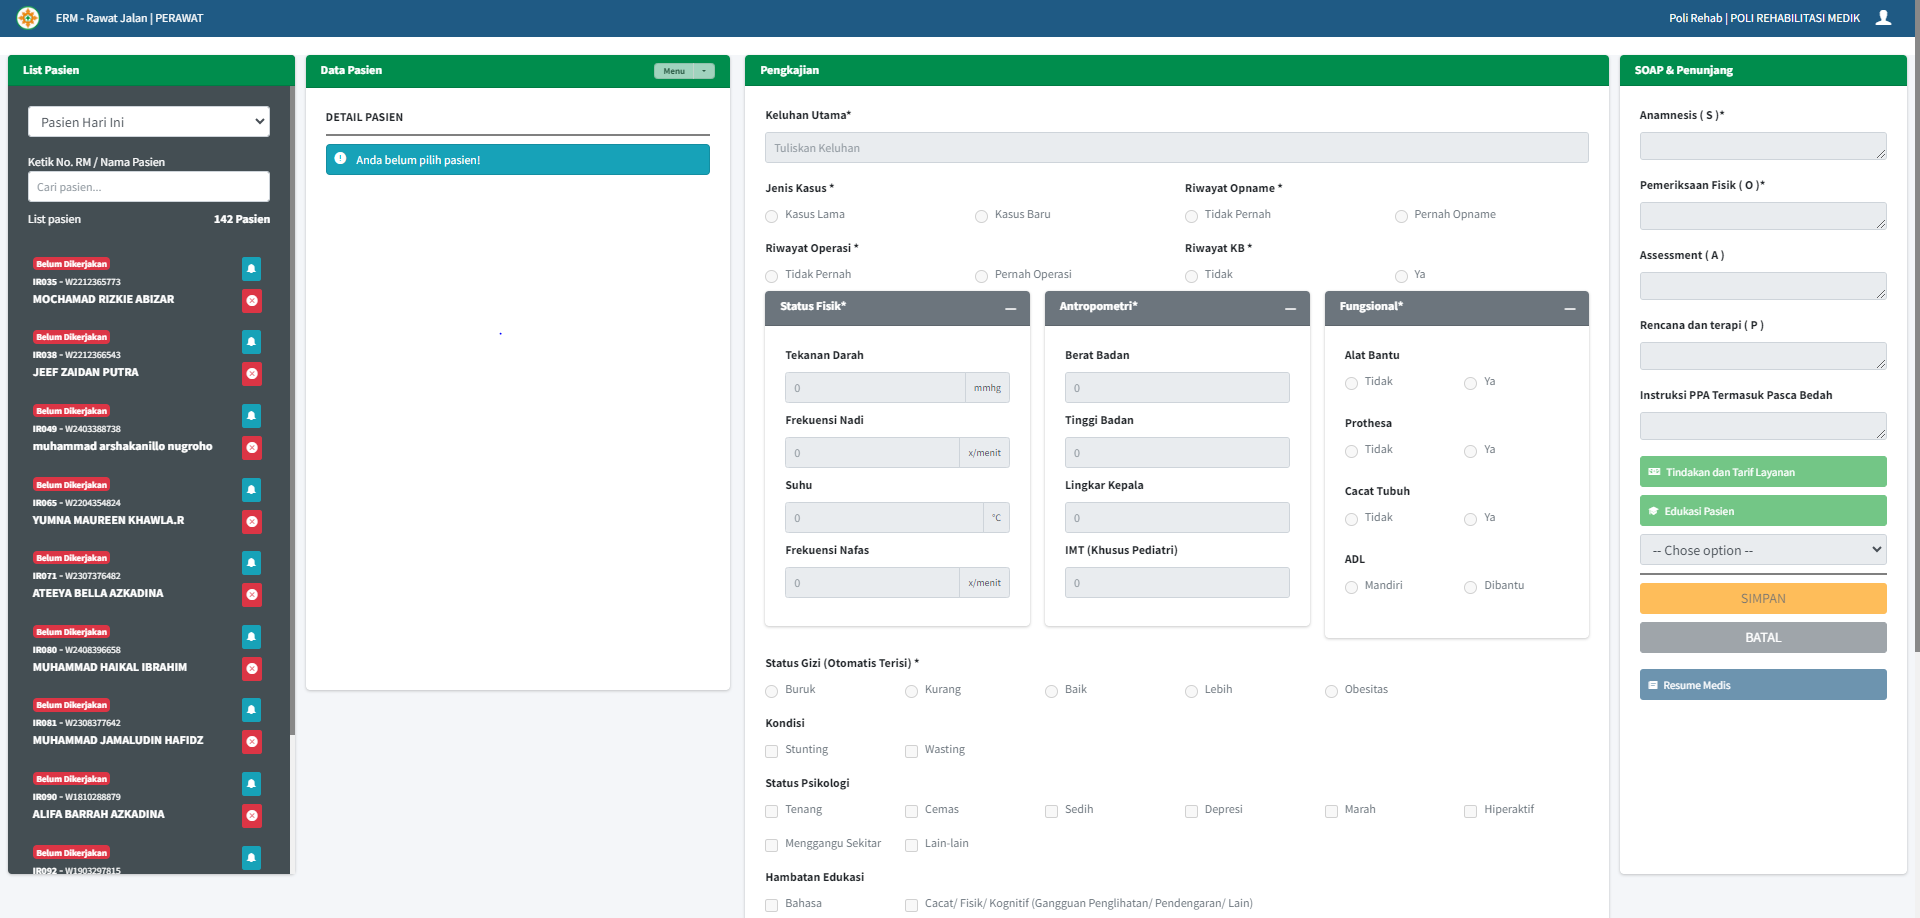 ERM - Rawat Jalan | PERAWAT
Poli Rehab | POLI REHABILITASI MEDIK
List Pasien
Pasien Hari Ini
Ketik No. RM / Nama Pasien
Cari pasien...
List pasien 142 Pasien
Belum Dikerjakan
IR035 - W2212365773
MOCHAMAD RIZKIE ABIZAR
Belum Dikerjakan
IR038 - W2212366543
JEEF ZAIDAN PUTRA
Belum Dikerjakan
IR049 - W2403388738
muhammad arshakanillo nugroho
Belum Dikerjakan
IR065 - W2204354824
YUMNA MAUREEN KHAWLA.R
Belum Dikerjakan
IR071 - W2307376482
ATEEYA BELLA AZKADINA
Belum Dikerjakan
IR080 - W2408396658
MUHAMMAD HAIKAL IBRAHIM
Belum Dikerjakan
IR081 - W2308377642
MUHAMMAD JAMALUDIN HAFIDZ
Belum Dikerjakan
IR090 - W1810288879
ALIFA BARRAH AZKADINA
Belum Dikerjakan
IR092 - W1903297815
Data Pasien
Menu
DETAIL PASIEN
Anda belum pilih pasien!
Pengkajian
Keluhan Utama*
Tuliskan Keluhan
Jenis Kasus * Riwayat Opname *
Kasus Lama Kasus Baru Tidak Pernah Pernah Opname
Riwayat Operasi * Riwayat KB *
Tidak Pernah Pernah Operasi Tidak Ya
Status Fisik*
Tekanan Darah
0 mmhg
Frekuensi Nadi
0 x/menit
Suhu
0 °C
Frekuensi Nafas
0 x/menit
Antropometri*
Berat Badan
0
Tinggi Badan
0
Lingkar Kepala
0
IMT (Khusus Pediatri)
0
Fungsional*
Alat Bantu
Tidak Ya
Prothesa
Tidak Ya
Cacat Tubuh
Tidak Ya
ADL
Mandiri Dibantu
Status Gizi (Otomatis Terisi) *
Buruk Kurang Baik Lebih Obesitas
Kondisi
Stunting Wasting
Status Psikologi
Tenang Cemas Sedih Depresi Marah Hiperaktif
Menggangu Sekitar Lain-lain
Hambatan Edukasi
Bahasa Cacat/ Fisik/ Kognitif (Gangguan Penglihatan/ Pendengaran/ Lain)
SOAP & Penunjang
Anamnesis ( S )*
Pemeriksaan Fisik ( O )*
Assessment ( A )
Rencana dan terapi ( P )
Instruksi PPA Termasuk Pasca Bedah
Tindakan dan Tarif Layanan
Edukasi Pasien
-- Chose option --
SIMPAN
BATAL
Resume Medis